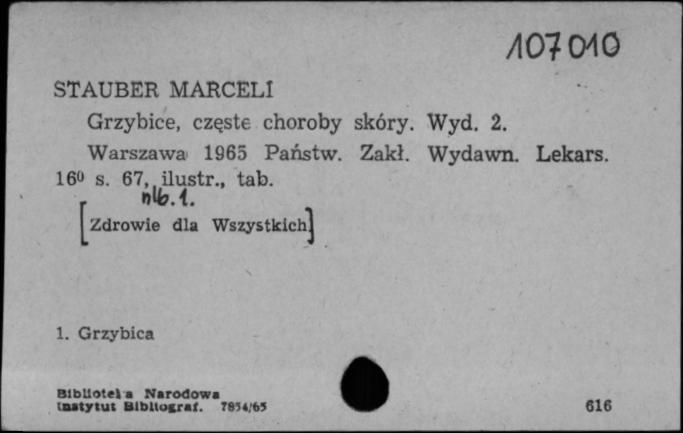 107010
STAUBER MARCELI
Grzybice, częste choroby skóry. Wyd. 2.
Warszawa 1965 Państw. Zakł. Wydawn. Lekars.
16⁰ s. 67, ilustr., tab.
nlb.1.
[Zdrowie dla Wszystkich]
1. Grzybica
Biblioteka Narodowa
Instytut Bibliograf. 7854/65
616